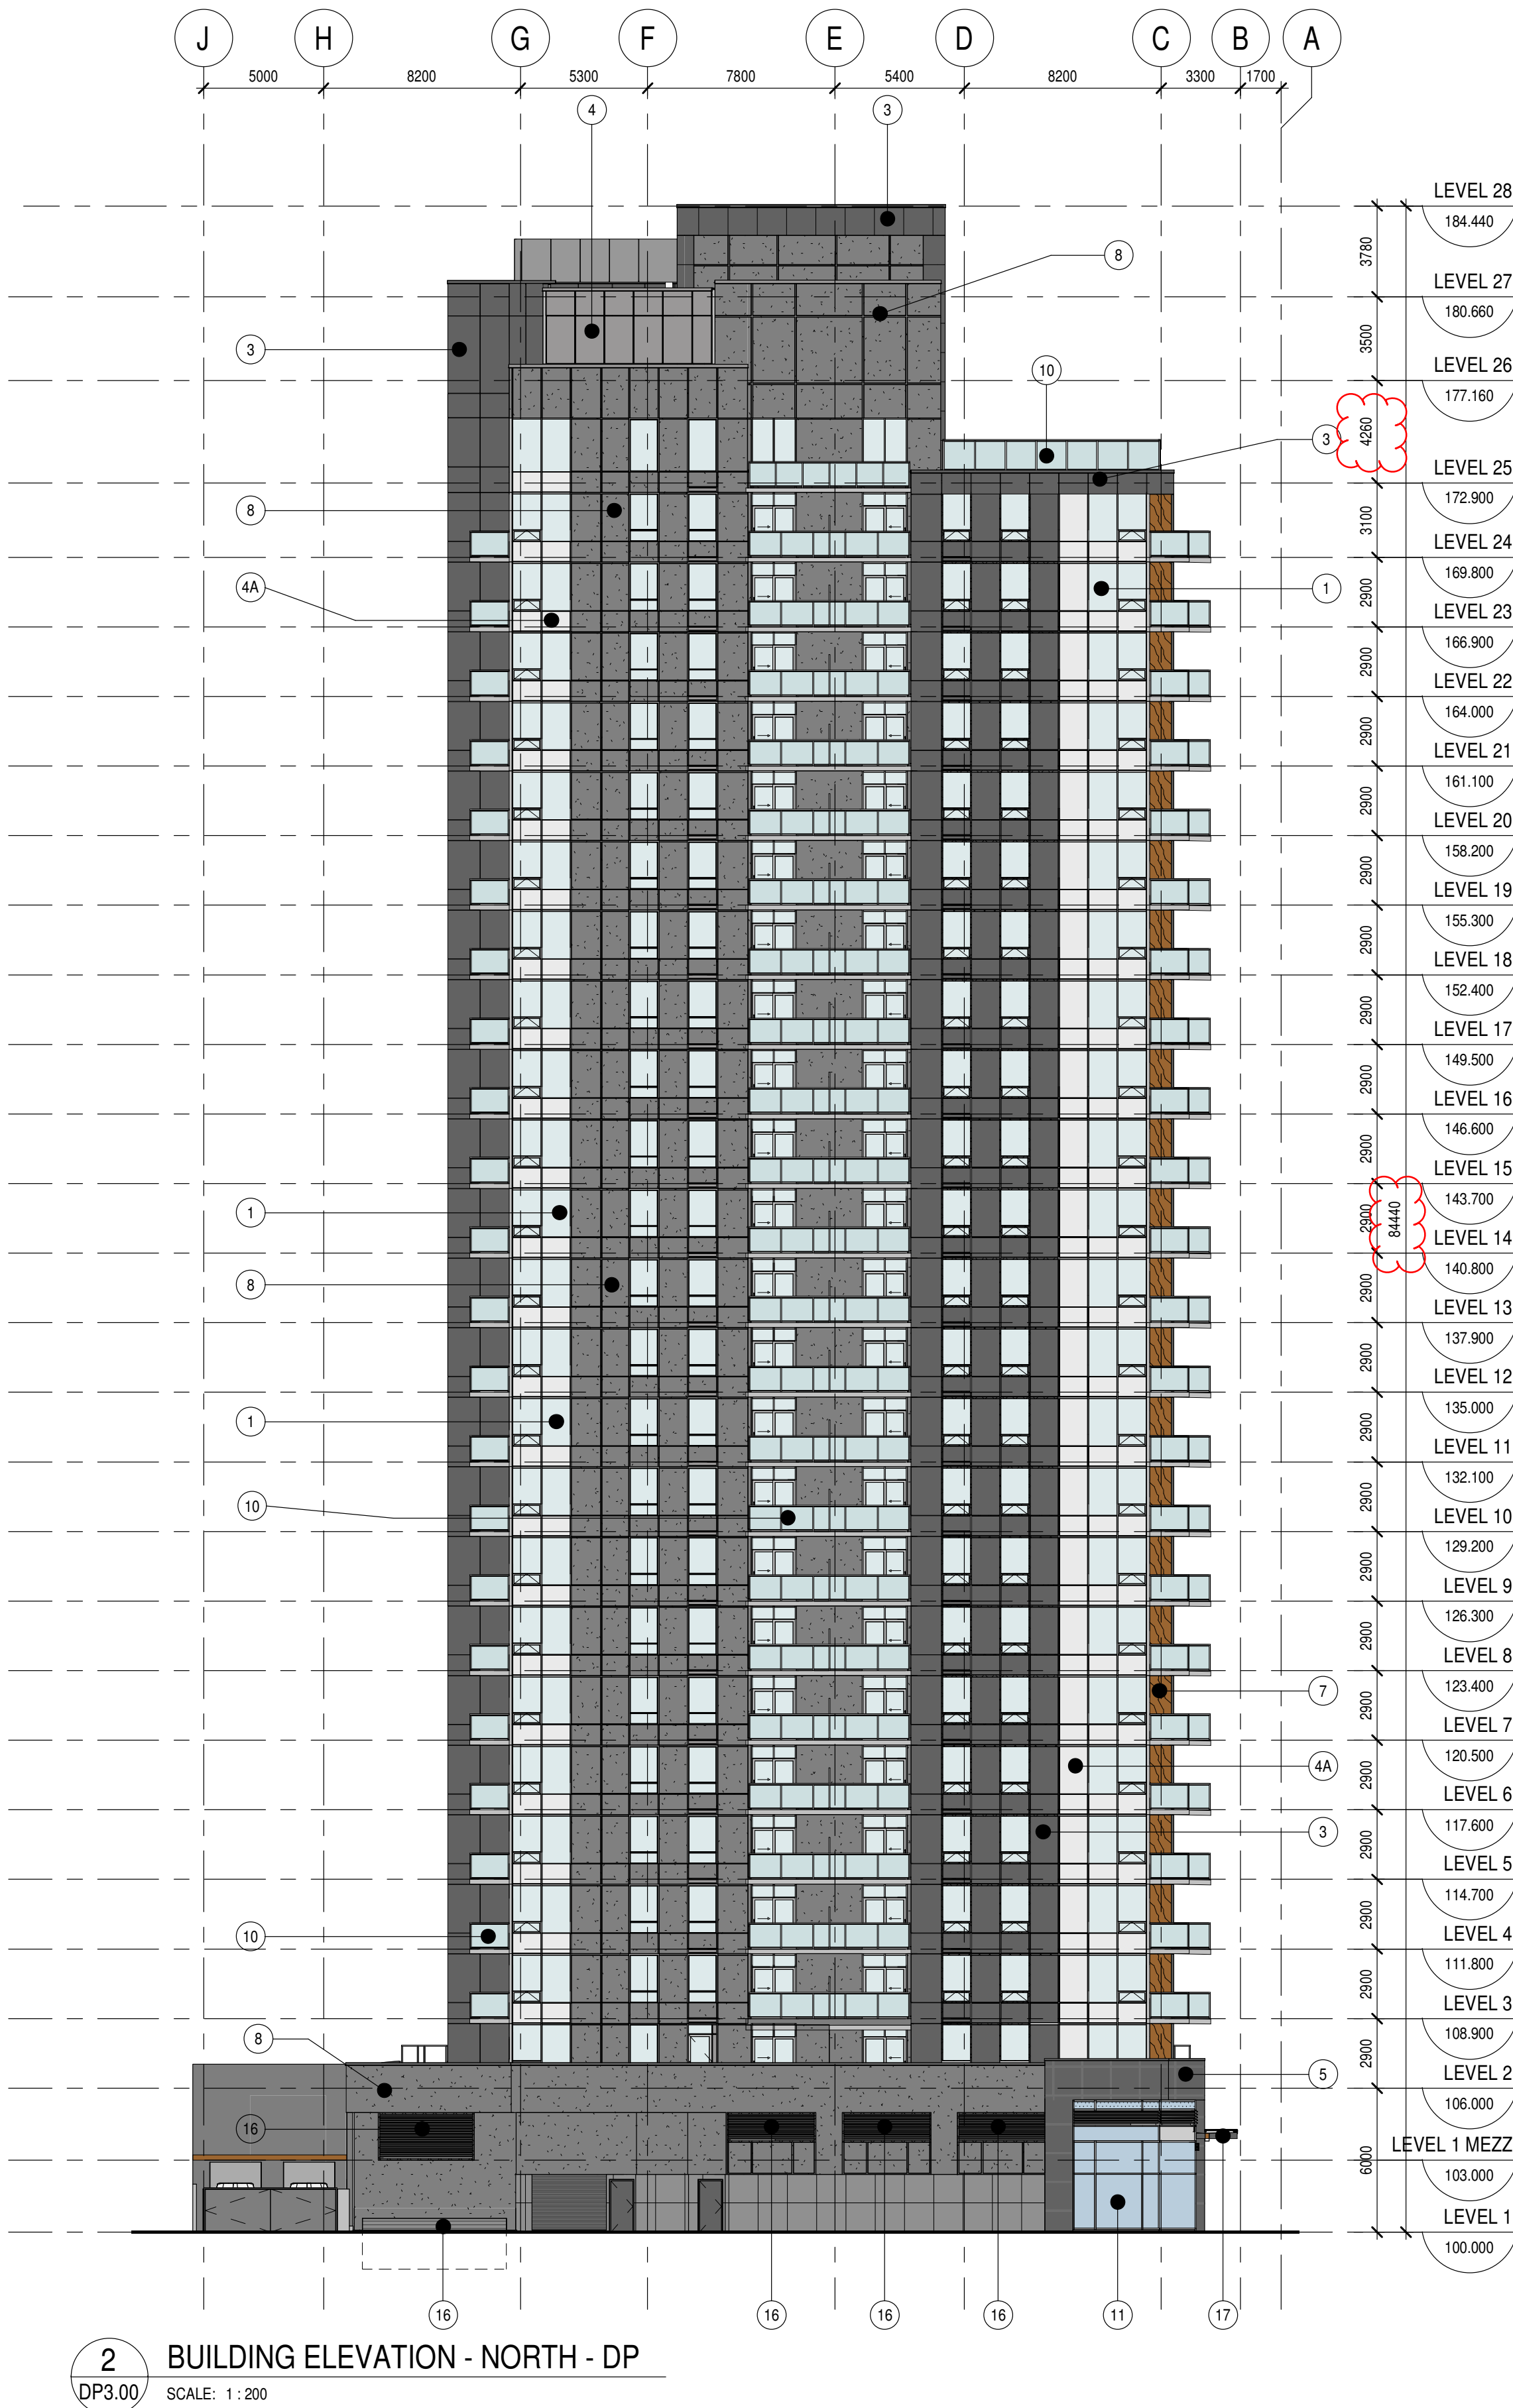 J H G F E D C B A
5000 8200 5300 7800 5400 8200 3300 1700
4 3
LEVEL 28
184.440
3780
8
LEVEL 27
180.660
3
3500
LEVEL 26
10
177.160
4260
3
LEVEL 25
172.900
8
3100
LEVEL 24
169.800
4A
1
2900
LEVEL 23
166.900
2900
LEVEL 22
164.000
2900
LEVEL 21
161.100
2900
LEVEL 20
158.200
2900
LEVEL 19
155.300
2900
LEVEL 18
152.400
2900
LEVEL 17
149.500
2900
LEVEL 16
146.600
2900
LEVEL 15
143.700
1
2900
84440
LEVEL 14
140.800
8
2900
LEVEL 13
137.900
2900
LEVEL 12
135.000
1
2900
LEVEL 11
132.100
10
2900
LEVEL 10
129.200
2900
LEVEL 9
126.300
2900
LEVEL 8
123.400
7
2900
LEVEL 7
120.500
4A
2900
LEVEL 6
117.600
3
2900
LEVEL 5
114.700
10
2900
LEVEL 4
111.800
2900
LEVEL 3
108.900
8
2900
5
LEVEL 2
106.000
16
LEVEL 1 MEZZ
6000
103.000
LEVEL 1
100.000
16 16 16 16 11 17
2
DP3.00
BUILDING ELEVATION - NORTH - DP
SCALE: 1 : 200